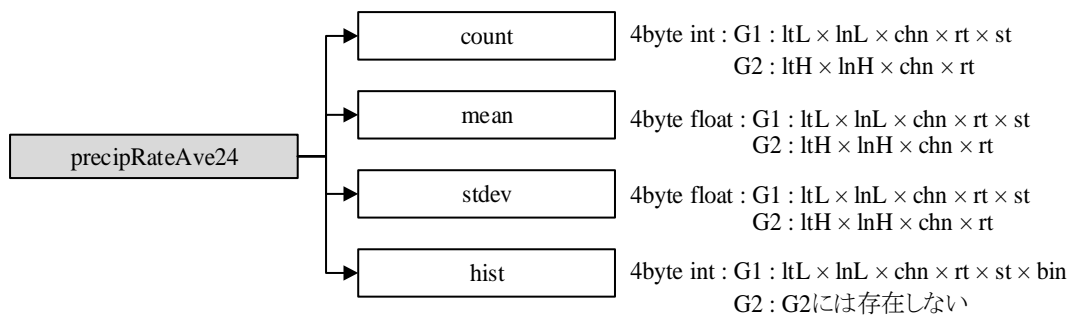 count
4byte int : G1 : ltL × lnL × chn × rt × st
G2 : ltH × lnH × chn × rt
mean
4byte float : G1 : ltL × lnL × chn × rt × st
G2 : ltH × lnH × chn × rt
precipRateAve24
stdev
4byte float : G1 : ltL × lnL × chn × rt × st
G2 : ltH × lnH × chn × rt
hist
4byte int : G1 : ltL × lnL × chn × rt × st × bin
G2 : G2には存在しない